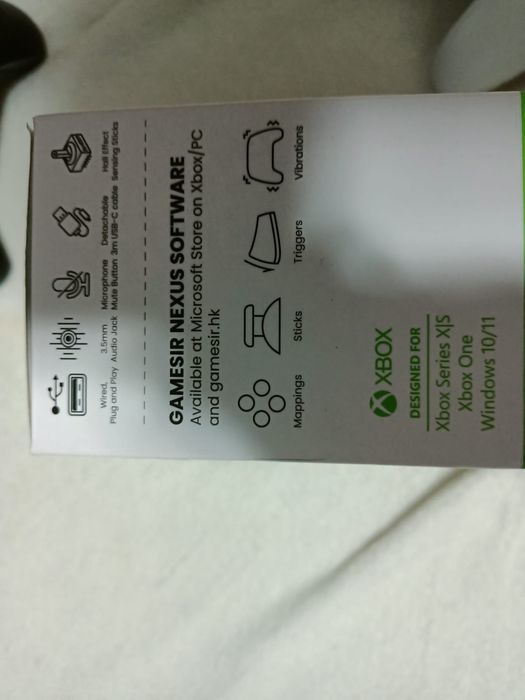 Wired,
Plug and Play
3.5mm
Audio Jack
Microphone
Mute Button
Detachable
3m USB-C cable
Hall Effect
Sensing Sticks
GAMESIR NEXUS SOFTWARE
Available at Microsoft Store on Xbox/PC
and gamesir.hk
Mappings
Sticks
Triggers
Vibrations
XBOX
DESIGNED FOR
Xbox Series X|S
Xbox One
Windows 10/11